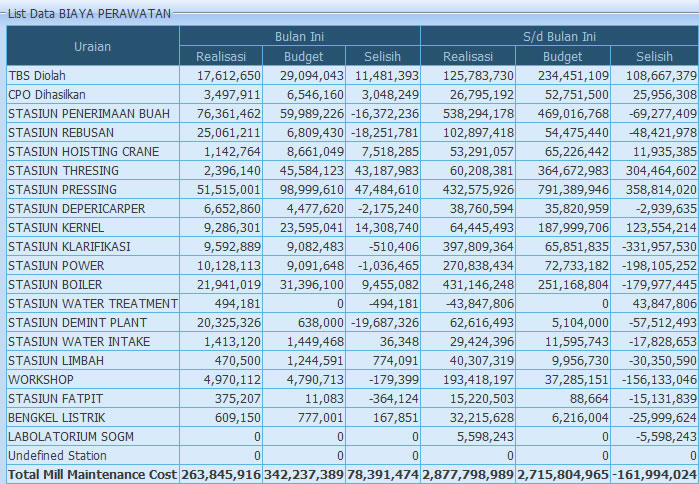 List Data BIAYA PERAWATAN
Uraian Bulan Ini S/d Bulan Ini
Realisasi Budget Selisih Realisasi Budget Selisih
TBS Diolah 17,612,650 29,094,043 11,481,393 125,783,730 234,451,109 108,667,379
CPO Dihasilkan 3,497,911 6,546,160 3,048,249 26,795,192 52,751,500 25,956,308
STASIUN PENERIMAAN BUAH 76,361,462 59,989,226 -16,372,236 538,294,178 469,016,768 -69,277,409
STASIUN REBUSAN 25,061,211 6,809,430 -18,251,781 102,897,418 54,475,440 -48,421,978
STASIUN HOISTING CRANE 1,142,764 8,661,049 7,518,285 53,291,057 65,226,442 11,935,385
STASIUN THRESING 2,396,140 45,584,123 43,187,983 60,208,381 364,672,983 304,464,602
STASIUN PRESSING 51,515,001 98,999,610 47,484,610 432,575,926 791,389,946 358,814,020
STASIUN DEPERICARPER 6,652,860 4,477,620 -2,175,240 38,760,594 35,820,959 -2,939,635
STASIUN KERNEL 9,286,301 23,595,041 14,308,740 64,445,493 187,999,706 123,554,214
STASIUN KLARIFIKASI 9,592,889 9,082,483 -510,406 397,809,364 65,851,835 -331,957,530
STASIUN POWER 10,128,113 9,091,648 -1,036,465 270,838,434 72,733,182 -198,105,252
STASIUN BOILER 21,941,019 31,396,100 9,455,082 431,146,248 251,168,804 -179,977,445
STASIUN WATER TREATMENT 494,181 0 -494,181 -43,847,806 0 43,847,806
STASIUN DEMINT PLANT 20,325,326 638,000 -19,687,326 62,616,493 5,104,000 -57,512,493
STASIUN WATER INTAKE 1,413,120 1,449,468 36,348 29,424,396 11,595,743 -17,828,653
STASIUN LIMBAH 470,500 1,244,591 774,091 40,307,319 9,956,730 -30,350,590
WORKSHOP 4,970,112 4,790,713 -179,399 193,418,197 37,285,151 -156,133,046
STASIUN FATPIT 375,207 11,083 -364,124 15,220,503 88,664 -15,131,839
BENGKEL LISTRIK 609,150 777,001 167,851 32,215,628 6,216,004 -25,999,624
LABOLATORIUM SOGM 0 0 0 5,598,243 0 -5,598,243
Undefined Station 0 0 0 0 0 0
Total Mill Maintenance Cost 263,845,916 342,237,389 78,391,474 2,877,798,989 2,715,804,965 -161,994,024